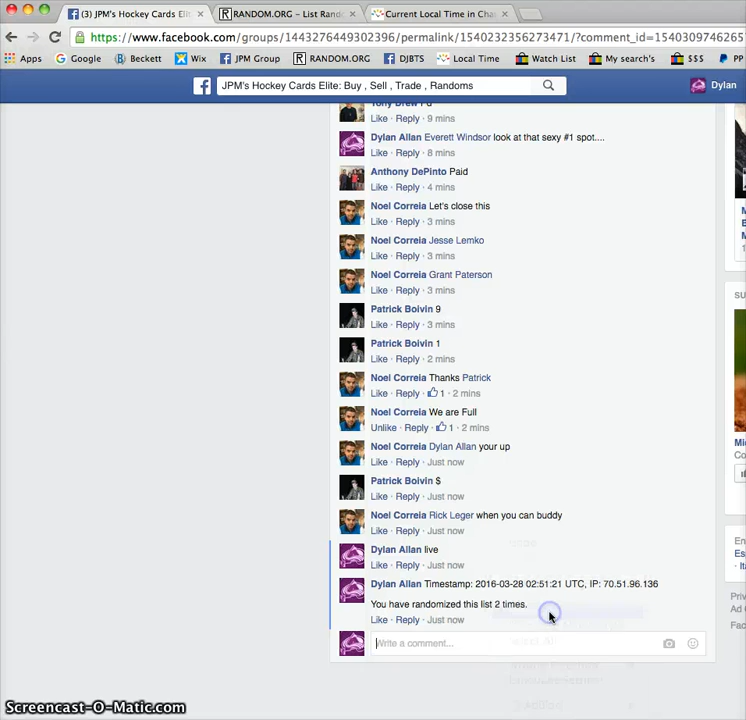 (3) JPM's Hockey Cards Elit
RANDOM.ORG - List Rand
Current Local Time in Cha
https://www.facebook.com/groups/1443276449302396/permalink/1540232356273471/?comment_id=154030974626
Apps Google Beckett Wix JPM Group RANDOM.ORG DJBTS Local Time Watch List My search's $$$ PP
JPM's Hockey Cards Elite: Buy , Sell , Trade , Randoms
Dylan
Like · Reply · 9 mins
Dylan Allan Everett Windsor look at that sexy #1 spot....
Like · Reply · 8 mins
Anthony DePinto Paid
Like · Reply · 4 mins
Noel Correia Let's close this
Like · Reply · 3 mins
Noel Correia Jesse Lemko
Like · Reply · 3 mins
Noel Correia Grant Paterson
Like · Reply · 3 mins
Patrick Boivin 9
Like · Reply · 3 mins
Patrick Boivin 1
Like · Reply · 2 mins
Noel Correia Thanks Patrick
Like · Reply · 1 · 2 mins
Noel Correia We are Full
Unlike · Reply · 1 · 2 mins
Noel Correia Dylan Allan your up
Like · Reply · Just now
Patrick Boivin $
Like · Reply · Just now
Noel Correia Rick Leger when you can buddy
Like · Reply · Just now
Dylan Allan live
Like · Reply · Just now
Dylan Allan Timestamp: 2016-03-28 02:51:21 UTC, IP: 70.51.96.136
You have randomized this list 2 times.
Like · Reply · Just now
Write a comment...
SU
Mi
Co
En
Es
· Ita
Priv
Ad C
Fac
Screencast-O-Matic.com